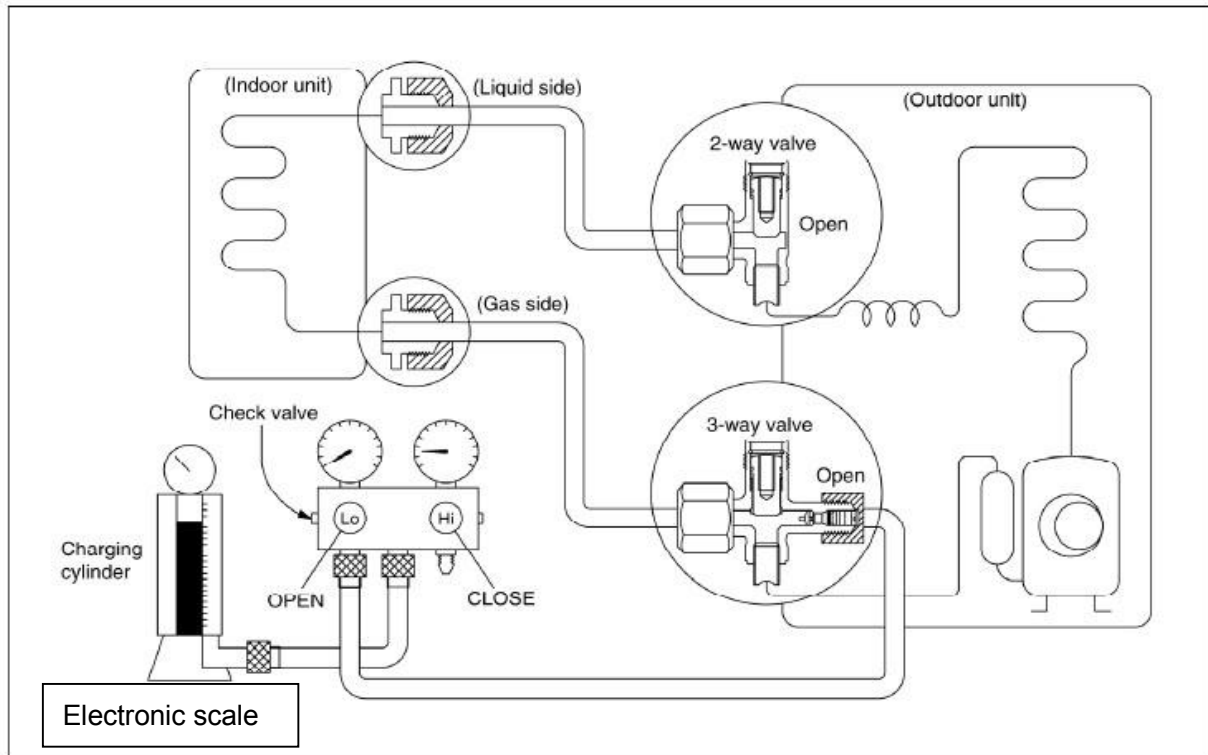 (Indoor unit)
(Liquid side)
(Outdoor unit)
2-way valve
Open
(Gas side)
Check valve
3-way valve
Open
Lo
Hi
Charging
cylinder
OPEN
CLOSE
Electronic scale